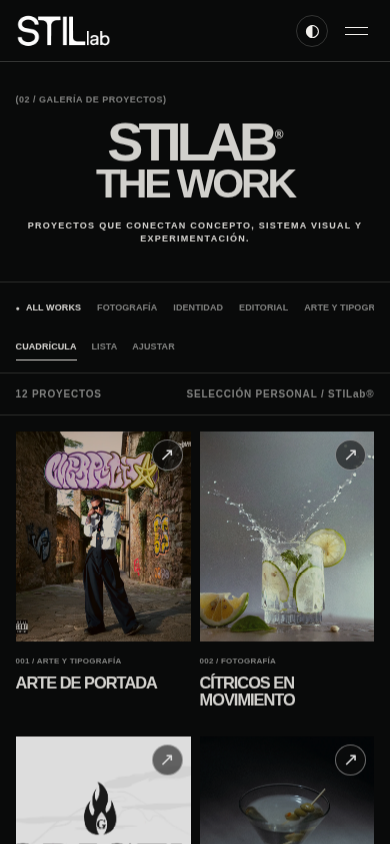 STILlab
(02 / GALERÍA DE PROYECTOS)
STILAB®
THE WORK
PROYECTOS QUE CONECTAN CONCEPTO, SISTEMA VISUAL Y
EXPERIMENTACIÓN.
• ALL WORKS FOTOGRAFÍA IDENTIDAD EDITORIAL ARTE Y TIPOGR
CUADRÍCULA LISTA AJUSTAR
12 PROYECTOS SELECCIÓN PERSONAL / STILab®
001 / ARTE Y TIPOGRAFÍA
ARTE DE PORTADA
002 / FOTOGRAFÍA
CÍTRICOS EN
MOVIMIENTO
G